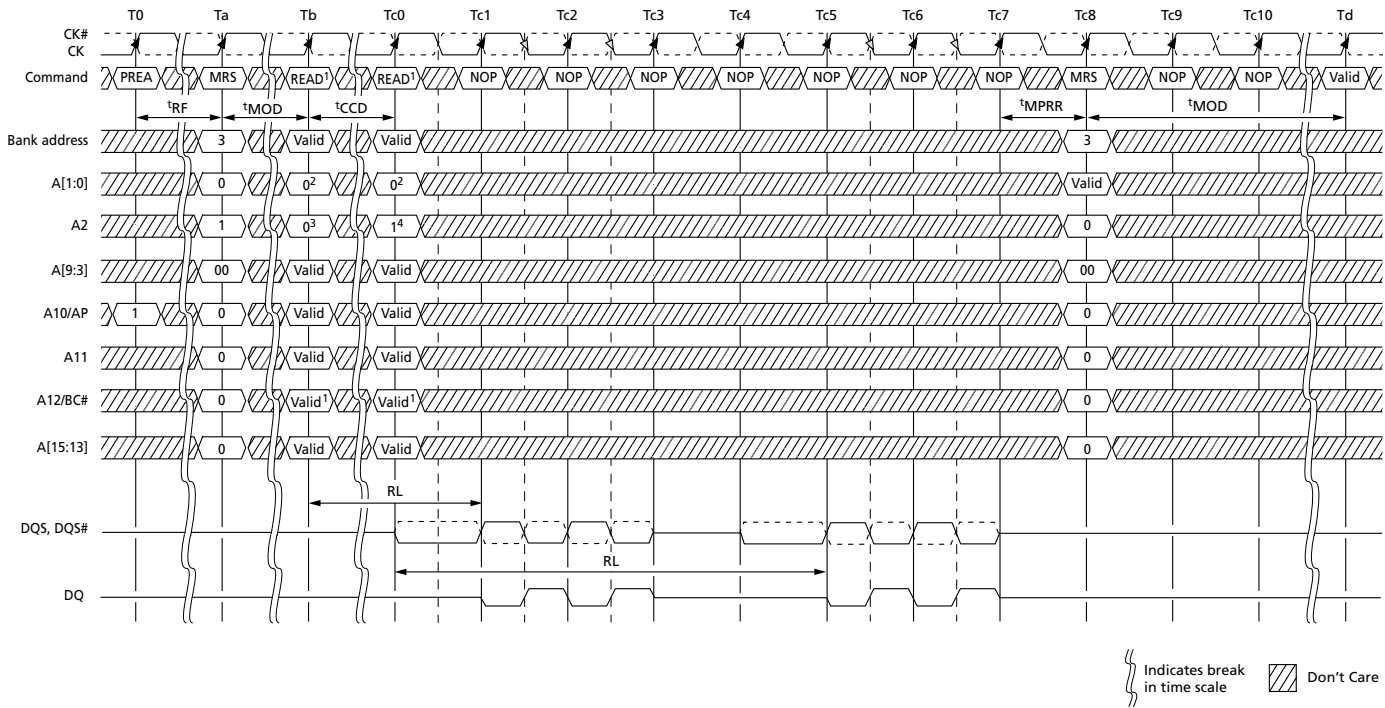 T0 Ta Tb Tc0 Tc1 Tc2 Tc3 Tc4 Tc5 Tc6 Tc7 Tc8 Tc9 Tc10 Td
CK#
CK
Command PREA MRS READ1 READ1 NOP NOP NOP NOP NOP NOP NOP MRS NOP NOP Valid
tRF tMOD tCCD tMPRR tMOD
Bank address 3 Valid Valid 3
A[1:0] 0 02 02 Valid
A2 1 03 14 0
A[9:3] 00 Valid Valid 00
A10/AP 1 0 Valid Valid 0
A11 0 Valid Valid 0
A12/BC# 0 Valid1 Valid1 0
A[15:13] 0 Valid Valid 0
RL
DQS, DQS#
RL
DQ
Indicates break
in time scale
Don't Care